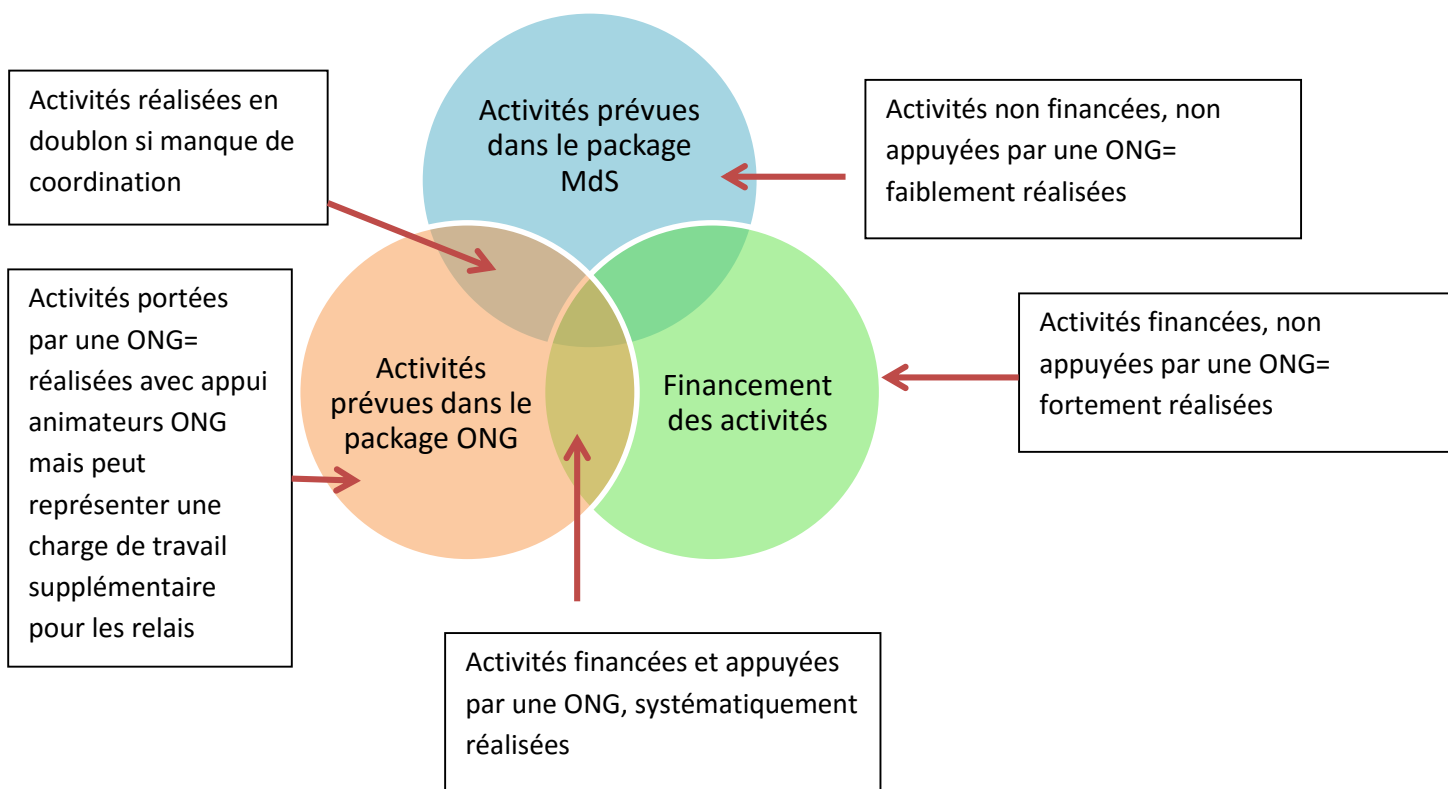 Activités réalisées en
doublon si manque de
coordination
Activités prévues
dans le package
MdS
Activités non financées, non
appuyées par une ONG=
faiblement réalisées
Activités portées
par une ONG=
réalisées avec appui
animateurs ONG
mais peut
représenter une
charge de travail
supplémentaire
pour les relais
Activités
prévues dans le
package ONG
Financement
des activités
Activités financées, non
appuyées par une ONG=
fortement réalisées
Activités financées et appuyées
par une ONG, systématiquement
réalisées